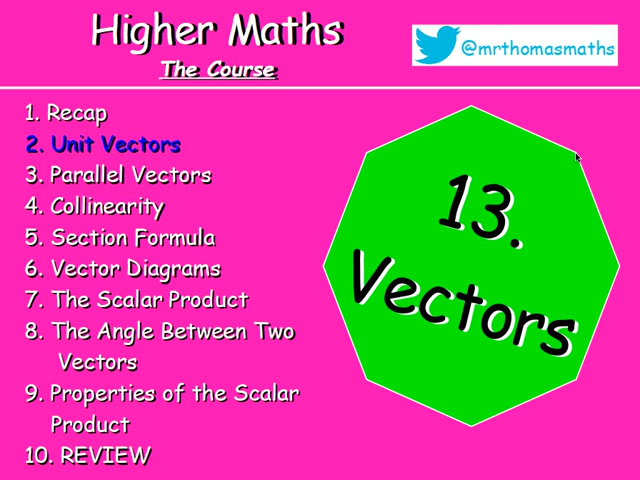 Higher Maths
The Course
@mrthomasmaths
1. Recap
2. Unit Vectors
3. Parallel Vectors
4. Collinearity
5. Section Formula
6. Vector Diagrams
7. The Scalar Product
8. The Angle Between Two
Vectors
9. Properties of the Scalar
Product
10. REVIEW
13.
Vectors